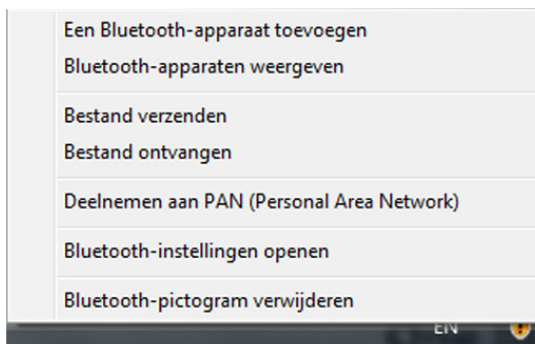 Een Bluetooth-apparaat toevoegen
Bluetooth-apparaten weergeven
Bestand verzenden
Bestand ontvangen
Deelnemen aan PAN (Personal Area Network)
Bluetooth-instellingen openen
Bluetooth-pictogram verwijderen
EN